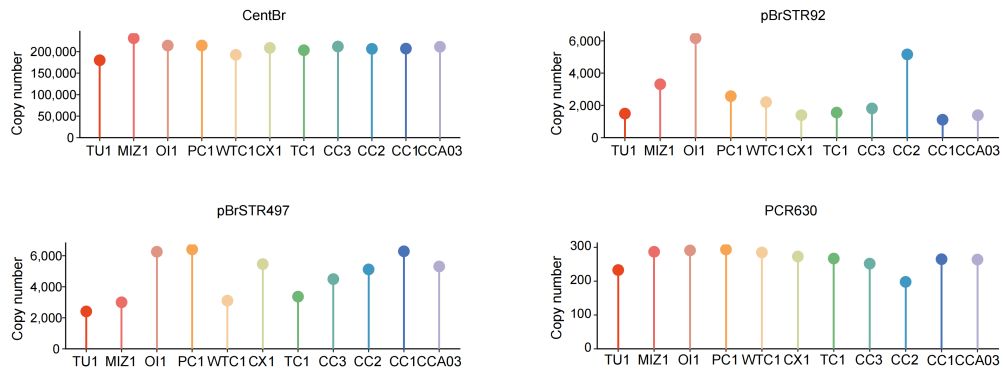 CentBr
Copy number
200,000
150,000
100,000
50,000
0
TU1 MIZ1 OI1 PC1 WTC1 CX1 TC1 CC3 CC2 CC1 CCA03
pBrSTR92
Copy number
6,000
4,000
2,000
0
TU1 MIZ1 OI1 PC1 WTC1 CX1 TC1 CC3 CC2 CC1 CCA03
pBrSTR497
Copy number
6,000
4,000
2,000
0
TU1 MIZ1 OI1 PC1 WTC1 CX1 TC1 CC3 CC2 CC1 CCA03
PCR630
Copy number
300
200
100
0
TU1 MIZ1 OI1 PC1 WTC1 CX1 TC1 CC3 CC2 CC1 CCA03